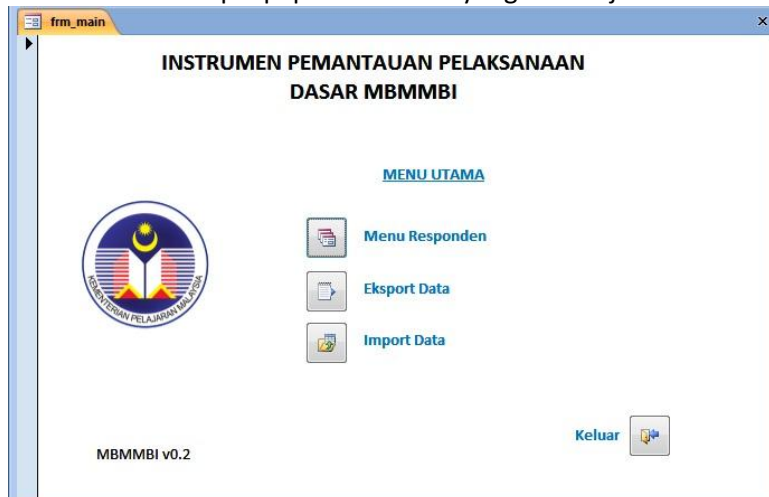 frm_main
INSTRUMEN PEMANTAUAN PELAKSANAAN
DASAR MBMMBI
MENU UTAMA
Menu Responden
Eksport Data
Import Data
KEMENTERIAN PELAJARAN MALAYSIA
Keluar
MBMMBI v0.2